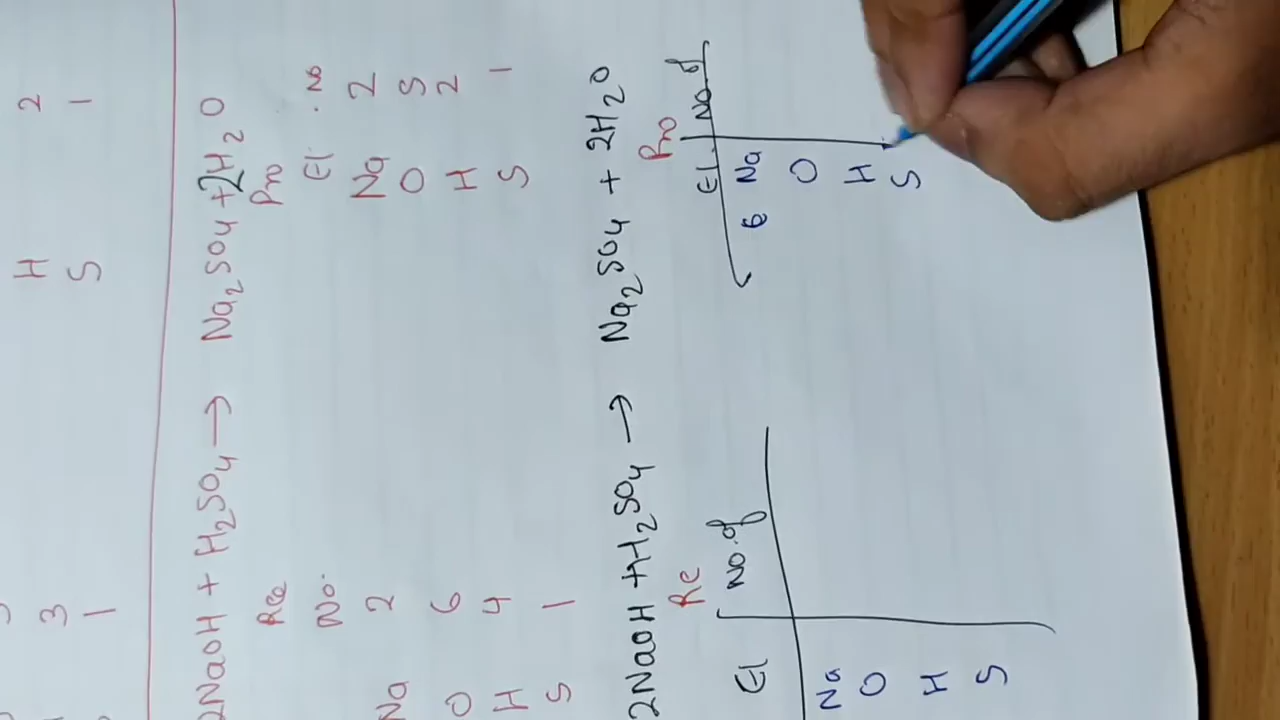 3 H 2
1 S 1
2NaOH + H₂SO₄ → Na₂SO₄ + 2H₂O
Rea Pro
No. El. No
Na 2 Na 2
O 6 O 5
H 4 H 2
S 1 S 1
2NaOH + H₂SO₄ → Na₂SO₄ + 2H₂O
Re Pro
El No. of El. No. of
Na 6 Na
O O
H H
S S